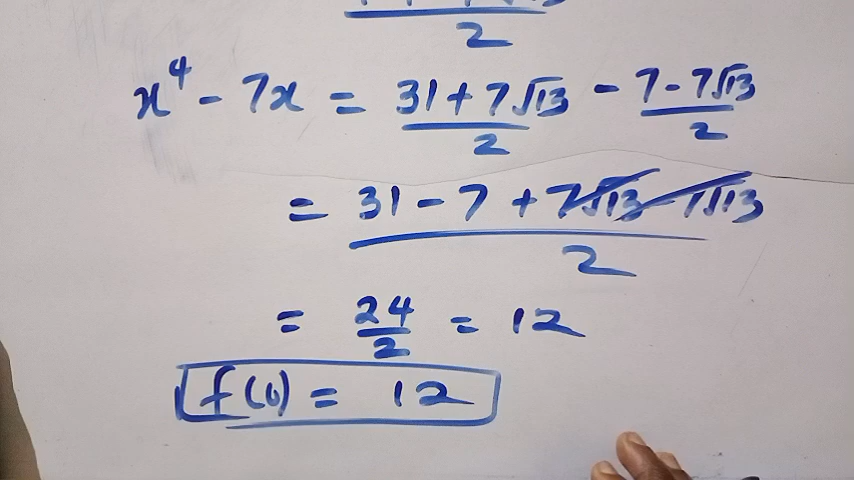 2
x⁴ - 7x = (31 + 7√13)/2 - (7 - 7√13)/2
= (31 - 7 + 7√13 - 7√13)/2
= 24/2 = 12
f(6) = 12